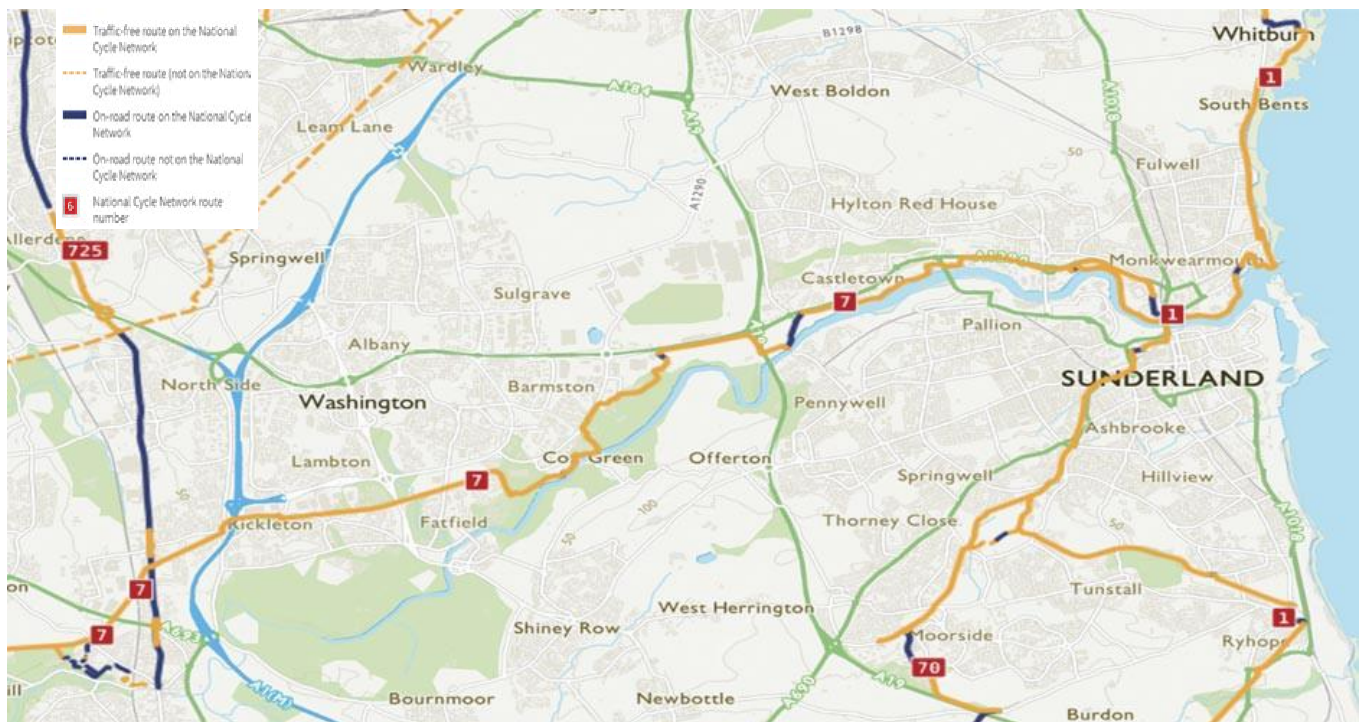 Traffic-free route on the National
Cycle Network
Traffic-free route (not on the Nation
Cycle Network)
On-road route on the National Cycle
Network
On-road route not on the National
Cycle Network
6
National Cycle Network route
number
Wardley
B1298
Whitburn
1
A184
A19
West Boldon
A1018
South Bents
Leam Lane
50
Fulwell
A1290
Hylton Red House
725
Springwell
Monkwearmouth
Castletown
Sulgrave
7
1
Pallion
Albany
North Side
Barmston
SUNDERLAND
Washington
Pennywell
Ashbrooke
Lambton
Offerton
Springwell
Hillview
7
100
Rickleton
Fatfield
Thorney Close
50
50
50
A1018
Tunstall
7
West Herrington
1
7
A693
Shiney Row
Moorside
Ryhop
70
A1(M)
Bournmoor
Newbottle
A690
A19
Burdon